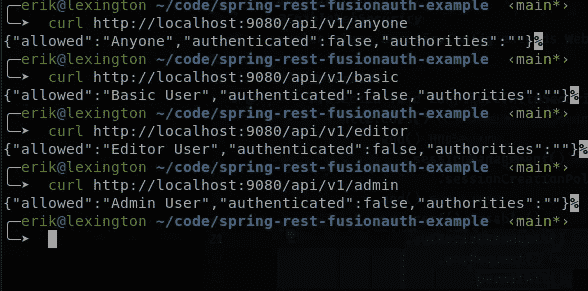 ╭─erik@lexington ~/code/spring-rest-fusionauth-example ‹main*›
╰─➤ curl http://localhost:9080/api/v1/anyone
{"allowed":"Anyone","authenticated":false,"authorities":""}%
╭─erik@lexington ~/code/spring-rest-fusionauth-example ‹main*›
╰─➤ curl http://localhost:9080/api/v1/basic
{"allowed":"Basic User","authenticated":false,"authorities":""}%
╭─erik@lexington ~/code/spring-rest-fusionauth-example ‹main*›
╰─➤ curl http://localhost:9080/api/v1/editor
{"allowed":"Editor User","authenticated":false,"authorities":""}%
╭─erik@lexington ~/code/spring-rest-fusionauth-example ‹main*›
╰─➤ curl http://localhost:9080/api/v1/admin
{"allowed":"Admin User","authenticated":false,"authorities":""}%
╭─erik@lexington ~/code/spring-rest-fusionauth-example ‹main*›
╰─➤